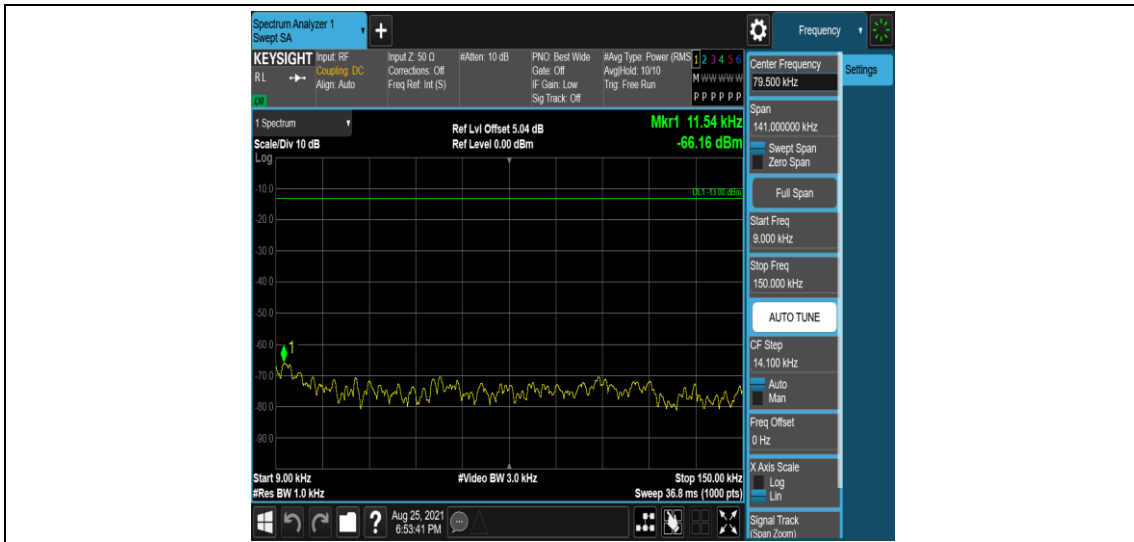 Spectrum Analyzer 1
Swept SA
+
Frequency
KEYSIGHT
RL
Input: RF
Coupling: DC
Align: Auto
Input Z: 50 Ω
Corrections: Off
Freq Ref: Int (S)
#Atten: 10 dB
PNO: Best Wide
Gate: Off
IF Gain: Low
Sig Track: Off
#Avg Type: Power (RMS
Avg|Hold: 10/10
Trig: Free Run
1 2 3 4 5 6
M W W W W W
P P P P P P
LXI
1 Spectrum
Scale/Div 10 dB
Log
Ref Lvl Offset 5.04 dB
Ref Level 0.00 dBm
Mkr1 11.54 kHz
-66.16 dBm
DL1 -13.00 dBm
-10.0
-20.0
-30.0
-40.0
-50.0
-60.0
1
-70.0
-80.0
-90.0
Start 9.00 kHz
#Res BW 1.0 kHz
#Video BW 3.0 kHz
Stop 150.00 kHz
Sweep 36.8 ms (1000 pts)
?
Aug 25, 2021
6:53:41 PM
Center Frequency
79.500 kHz
Settings
Span
141.000000 kHz
Swept Span
Zero Span
Full Span
Start Freq
9.000 kHz
Stop Freq
150.000 kHz
AUTO TUNE
CF Step
14.100 kHz
Auto
Man
Freq Offset
0 Hz
X Axis Scale
Log
Lin
Signal Track
(Span Zoom)